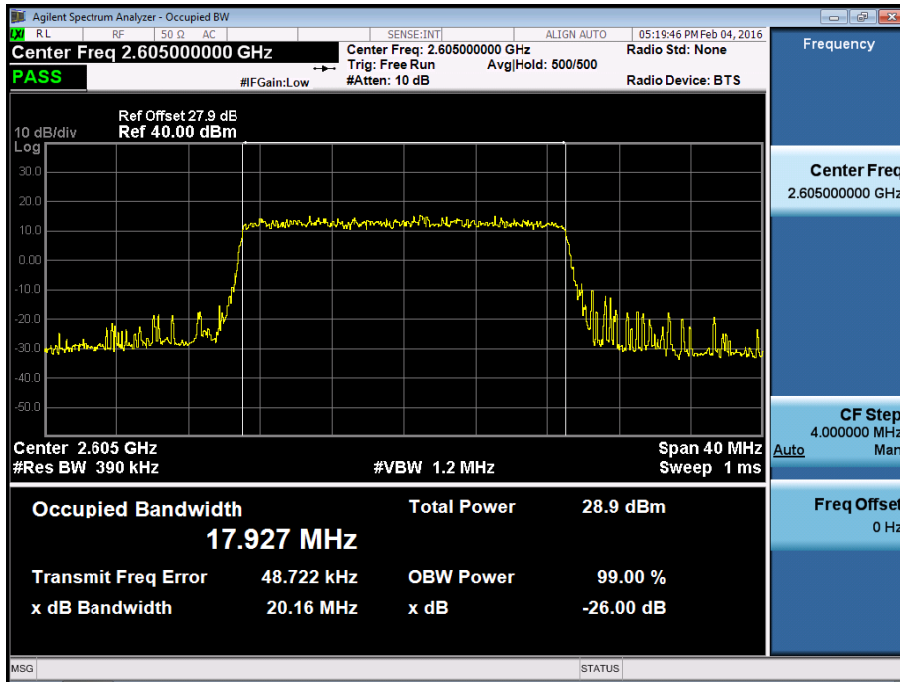 Agilent Spectrum Analyzer - Occupied BW
LXI RL RF 50 Ω AC SENSE:INT ALIGN AUTO 05:19:46 PM Feb 04, 2016
Center Freq 2.605000000 GHz
Center Freq: 2.605000000 GHz
Radio Std: None
Trig: Free Run Avg|Hold: 500/500
PASS
#IFGain:Low
#Atten: 10 dB
Radio Device: BTS
Ref Offset 27.9 dB
10 dB/div Ref 40.00 dBm
Log
30.0
20.0
10.0
0.00
-10.0
-20.0
-30.0
-40.0
-50.0
Center 2.605 GHz Span 40 MHz
#Res BW 390 kHz #VBW 1.2 MHz Sweep 1 ms
Occupied Bandwidth Total Power 28.9 dBm
17.927 MHz
Transmit Freq Error 48.722 kHz OBW Power 99.00 %
x dB Bandwidth 20.16 MHz x dB -26.00 dB
MSG STATUS
Frequency
Center Freq
2.605000000 GHz
CF Step
4.000000 MHz
Auto Man
Freq Offset
0 Hz